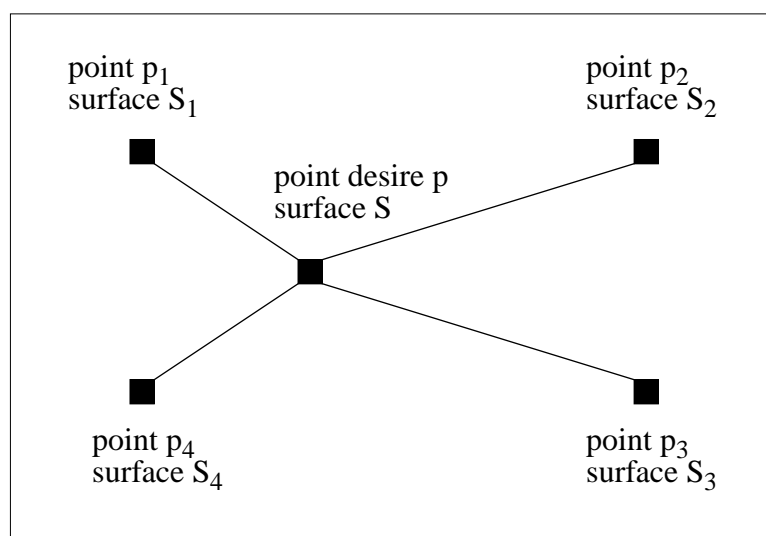 point p₁
surface S₁
point p₂
surface S₂
point desire p
surface S
point p₄
surface S₄
point p₃
surface S₃